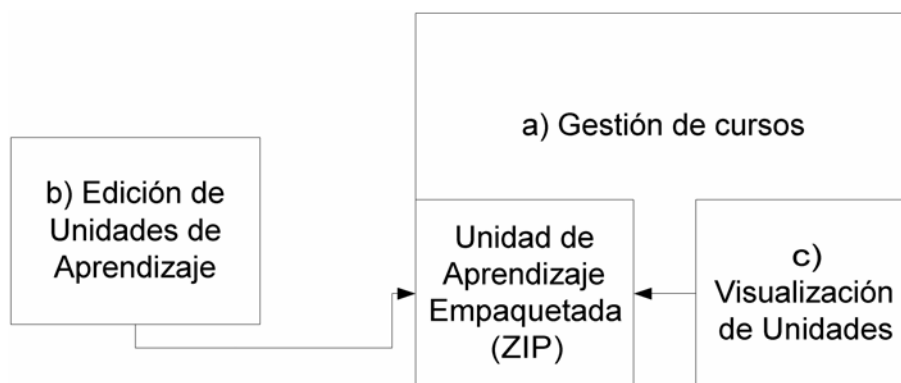 a) Gestión de cursos
b) Edición de
Unidades de
Aprendizaje
Unidad de
Aprendizaje
Empaquetada
(ZIP)
c)
Visualización
de Unidades